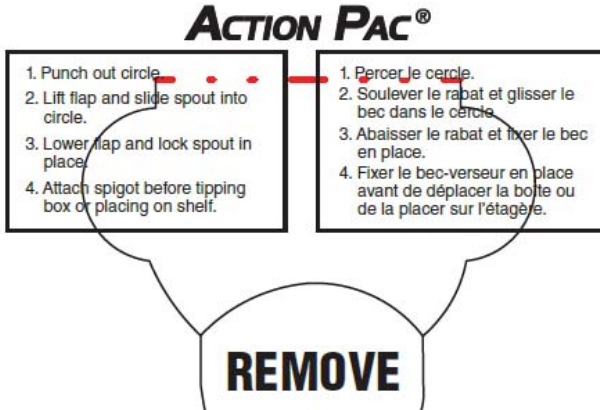 ACTION PAC®
1. Punch out circle.
2. Lift flap and slide spout into
circle.
3. Lower flap and lock spout in
place.
4. Attach spigot before tipping
box or placing on shelf.
1. Percer le cercle.
2. Soulever le rabat et glisser le
bec dans le cercle
3. Abaisser le rabat et fixer le bec
en place.
4. Fixer le bec-verseur en place
avant de déplacer la boîte ou
de la placer sur l'étagère.
REMOVE